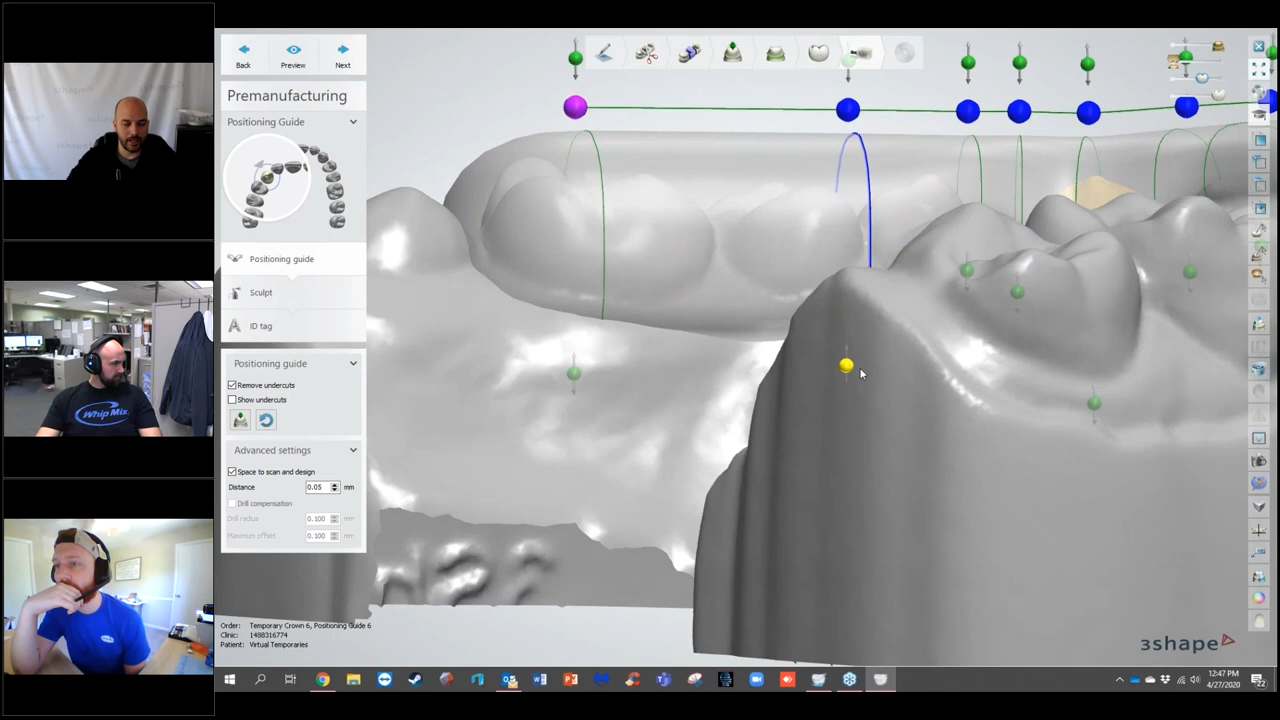 Back
Preview
Next
Premanufacturing
Positioning Guide
Positioning guide
Sculpt
ID tag
Positioning guide
Remove undercuts
Show undercuts
Advanced settings
Space to scan and design
Distance 0.05 mm
Drill compensation
Drill radius 0.100 mm
Maximum offset 0.100 mm
Order: Temporary Crown 6, Positioning Guide 6
Clinic: 1488316774
Patient: Virtual Temporaries
3shape
Whip Mix
12:47 PM
4/27/2020
22